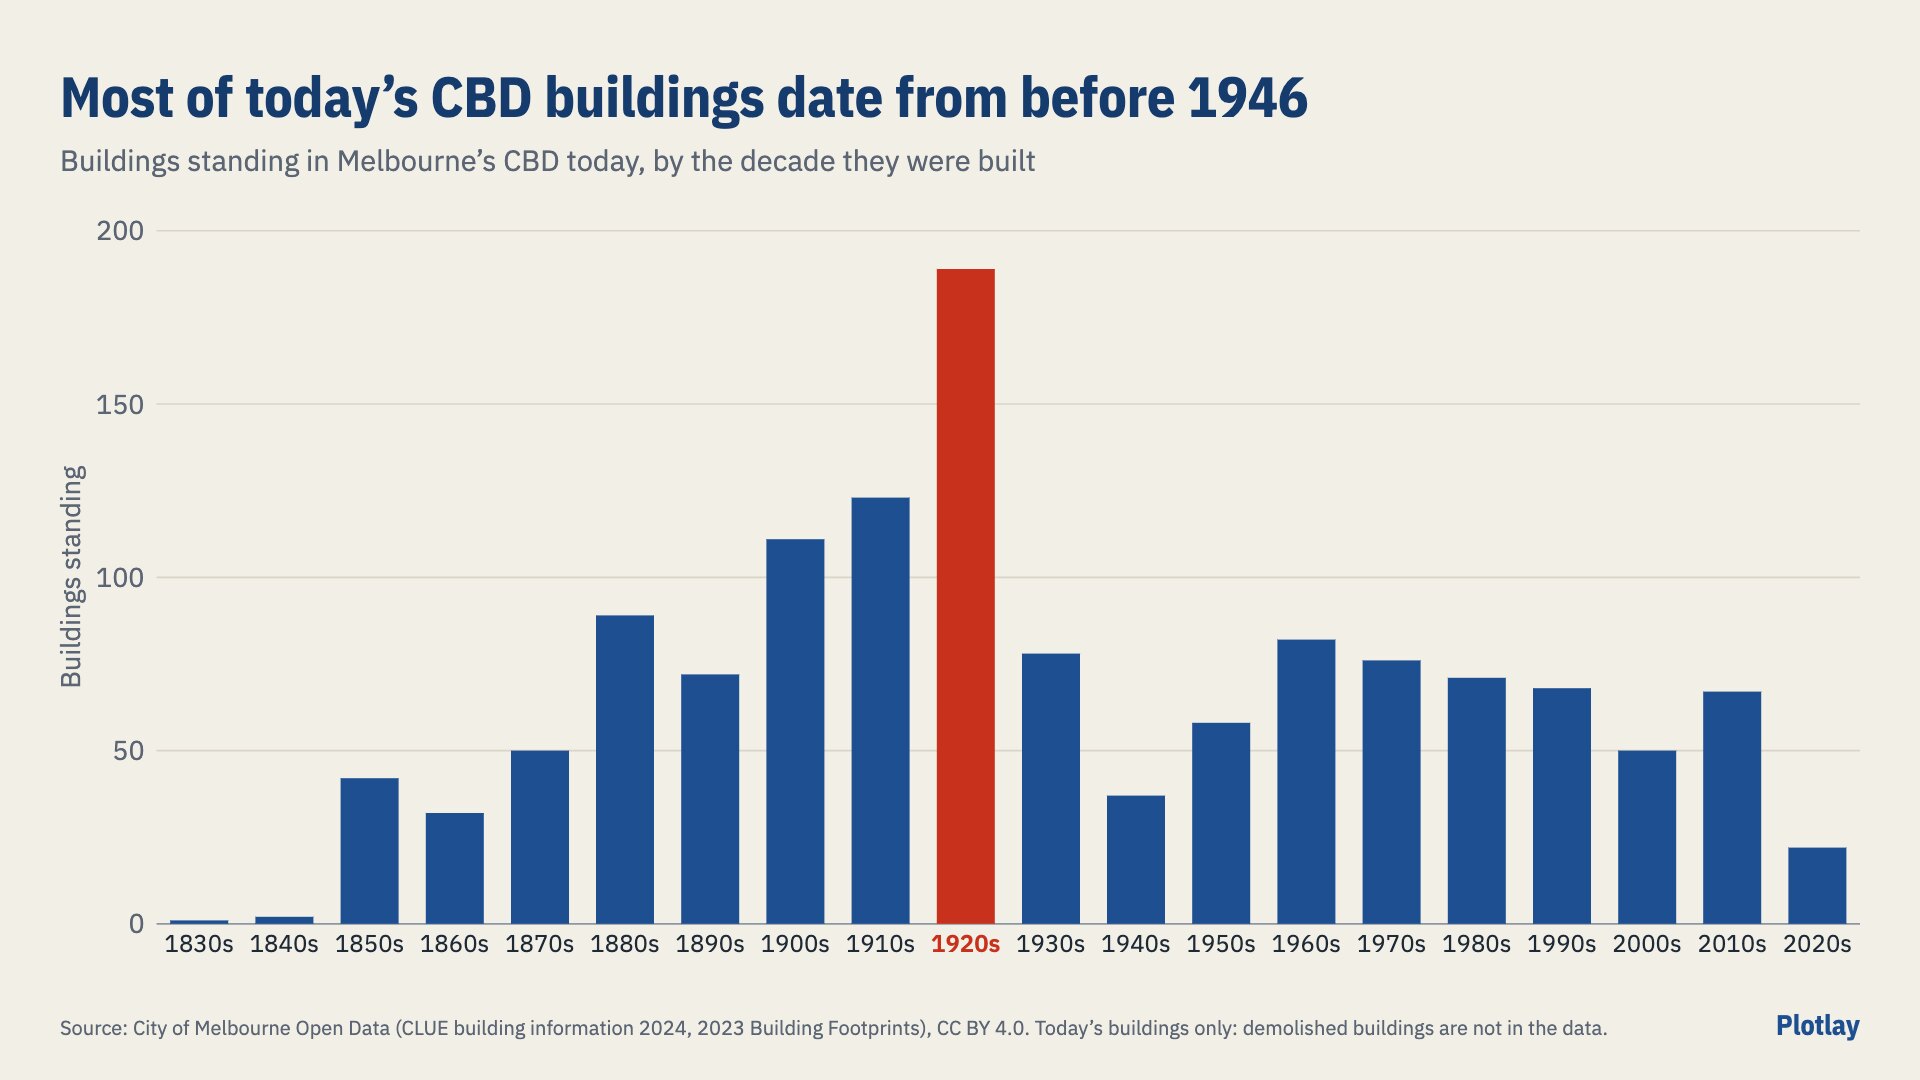 Most of today’s CBD buildings date from before 1946
Buildings standing in Melbourne’s CBD today, by the decade they were built
Buildings standing
200
150
100
50
0
1830s 1840s 1850s 1860s 1870s 1880s 1890s 1900s 1910s 1920s 1930s 1940s 1950s 1960s 1970s 1980s 1990s 2000s 2010s 2020s
Source: City of Melbourne Open Data (CLUE building information 2024, 2023 Building Footprints), CC BY 4.0. Today’s buildings only: demolished buildings are not in the data.
Plotlay